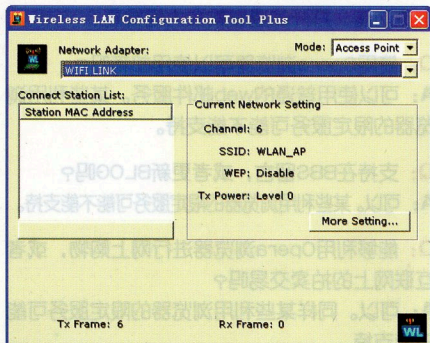 Wireless LAN Configuration Tool Plus
WL
Network Adapter:
Mode: Access Point
WIFI LINK
Connect Station List:
Station MAC Address
Current Network Setting
Channel: 6
SSID: WLAN_AP
WEP: Disable
Tx Power: Level 0
More Setting...
Tx Frame: 6
Rx Frame: 0
WL